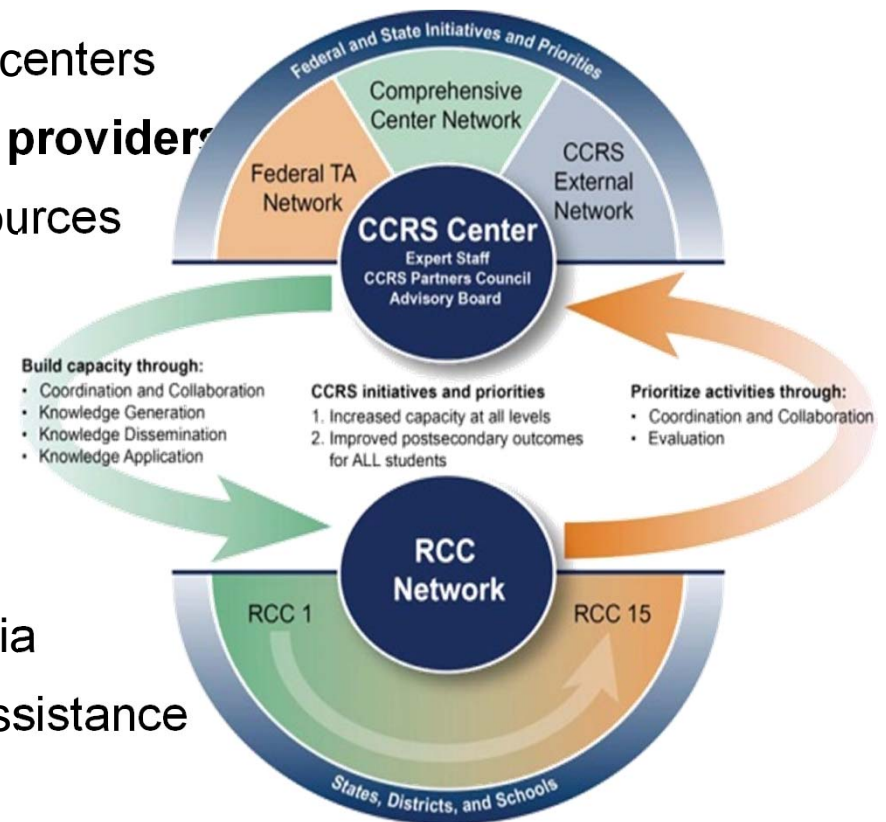 centers
providers
ources
ia
ssistance
Federal and State Initiatives and Priorities
Comprehensive
Center Network
Federal TA
Network
CCRS
External
Network
CCRS Center
Expert Staff
CCRS Partners Council
Advisory Board
Build capacity through:
• Coordination and Collaboration
• Knowledge Generation
• Knowledge Dissemination
• Knowledge Application
CCRS initiatives and priorities
1. Increased capacity at all levels
2. Improved postsecondary outcomes
for ALL students
Prioritize activities through:
• Coordination and Collaboration
• Evaluation
RCC
Network
RCC 1
RCC 15
States, Districts, and Schools